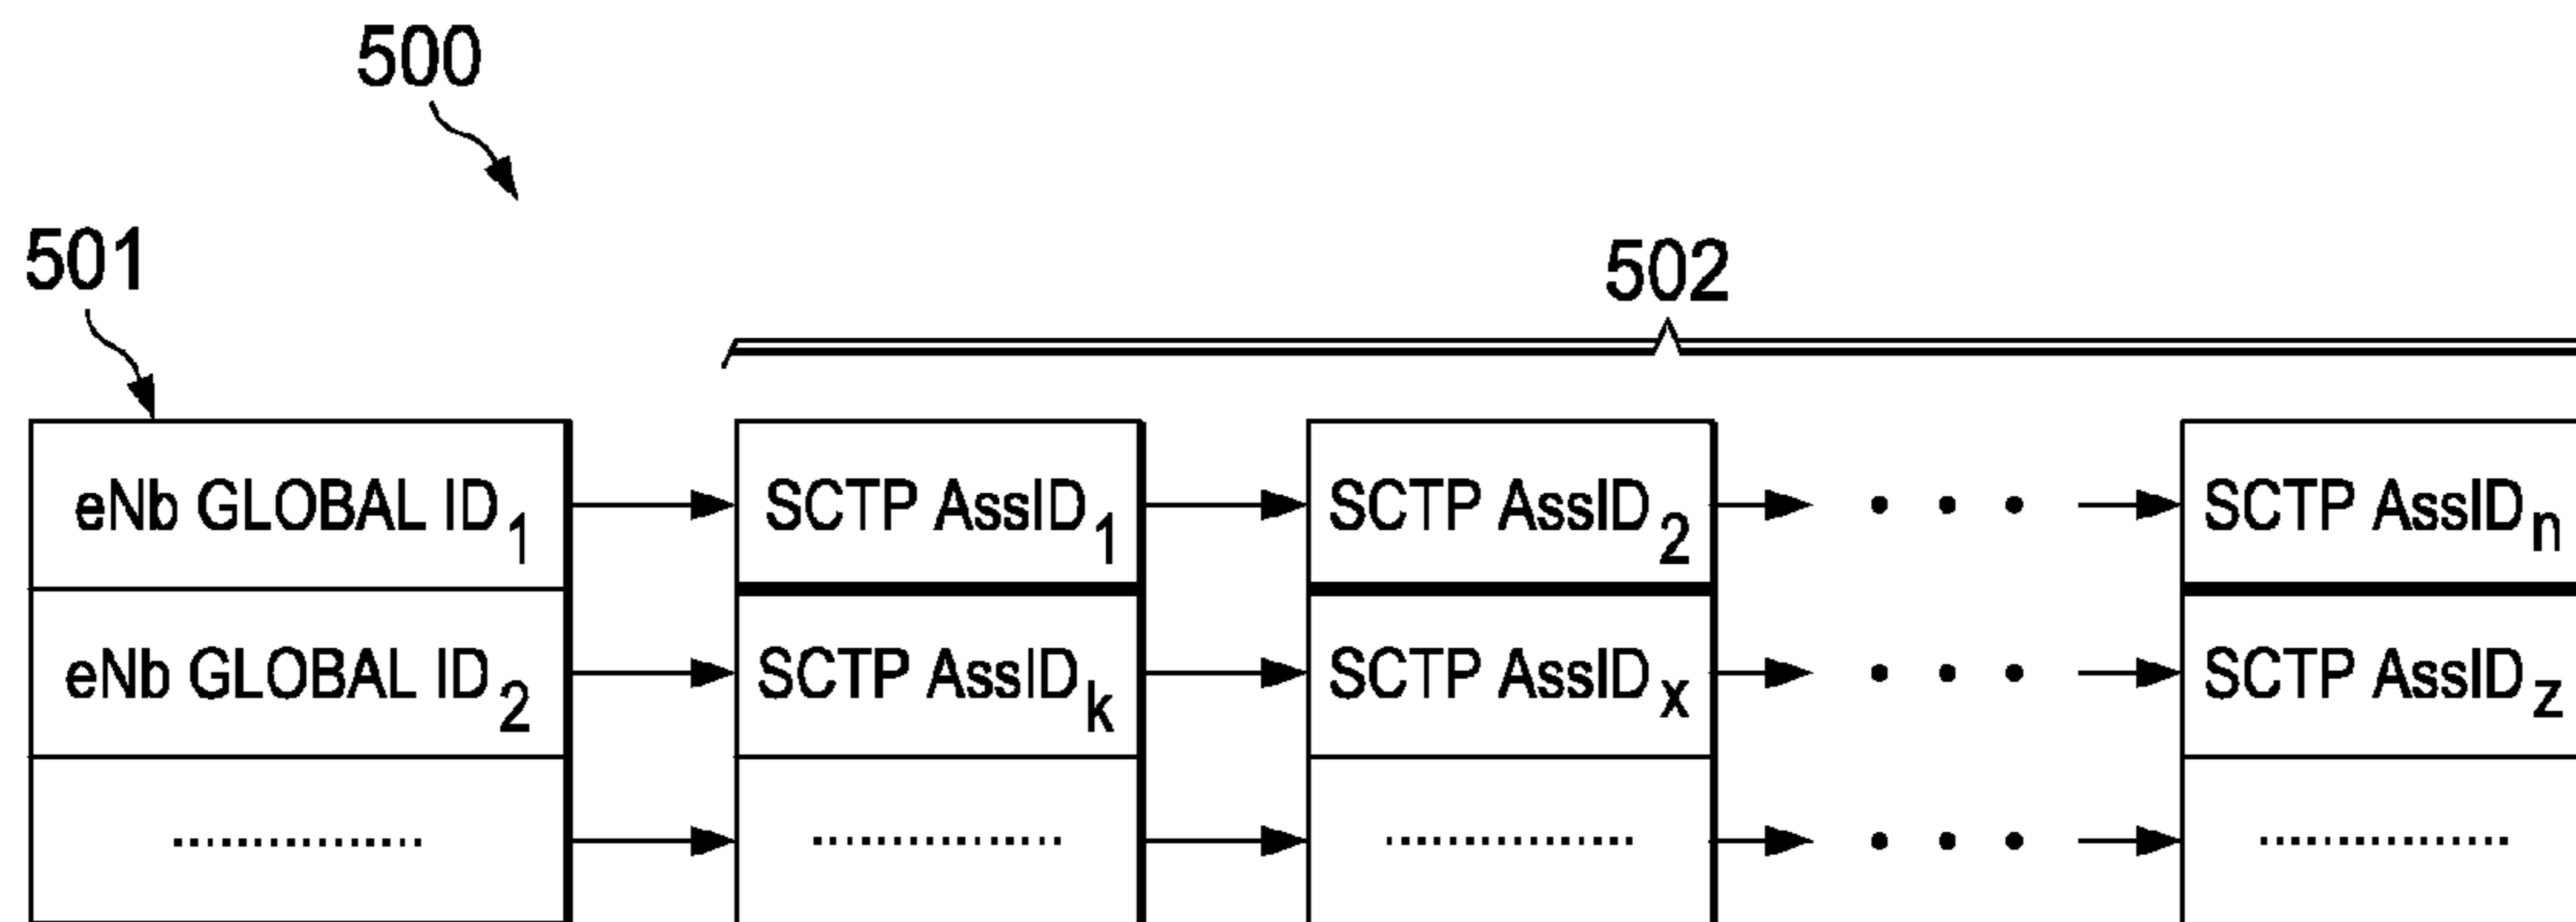 500
501
502
eNb GLOBAL ID1 SCTP AssID1 SCTP AssID2 • • • SCTP AssIDn
eNb GLOBAL ID2 SCTP AssIDk SCTP AssIDx • • • SCTP AssIDz
................ ................ ................ • • • ................